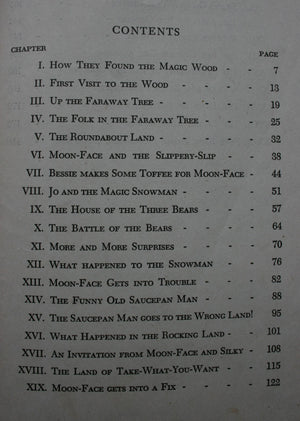 CONTENTS
CHAPTER PAGE
I. HOW THEY FOUND THE MAGIC WOOD - - 7
II. FIRST VISIT TO THE WOOD - - - - 13
III. UP THE FARAWAY TREE - - - - 19
IV. THE FOLK IN THE FARAWAY TREE - - - 25
V. THE ROUNDABOUT LAND - - - - 32
VI. MOON-FACE AND THE SLIPPERY-SLIP - - 38
VII. BESSIE MAKES SOME TOFFEE FOR MOON-FACE - 44
VIII. JO AND THE MAGIC SNOWMAN - - - 51
IX. THE HOUSE OF THE THREE BEARS - - - 57
X. THE BATTLE OF THE BEARS - - - - 64
XI. MORE AND MORE SURPRISES - - - - 70
XII. WHAT HAPPENED TO THE SNOWMAN - - 76
XIII. MOON-FACE GETS INTO TROUBLE - - - 82
XIV. THE FUNNY OLD SAUCEPAN MAN - - - 88
XV. THE SAUCEPAN MAN GOES TO THE WRONG LAND! 95
XVI. WHAT HAPPENED IN THE ROCKING LAND - - 101
XVII. AN INVITATION FROM MOON-FACE AND SILKY - 108
XVIII. THE LAND OF TAKE-WHAT-YOU-WANT - - 115
XIX. MOON-FACE GETS INTO A FIX - - - 122